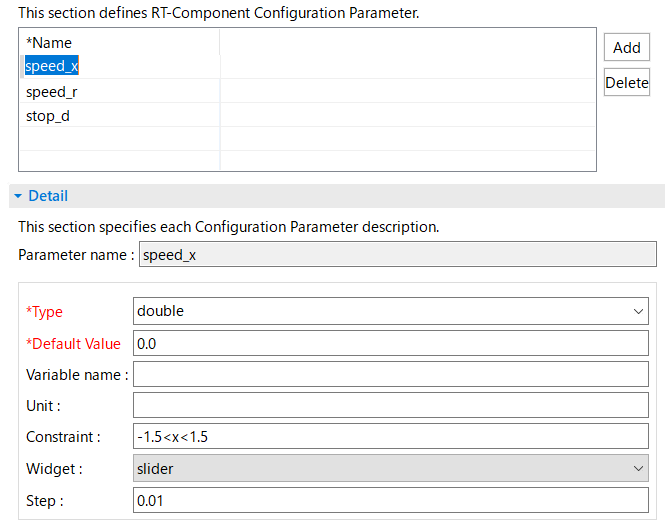 This section defines RT-Component Configuration Parameter.
*Name
Add
speed_x
Delete
speed_r
stop_d
Detail
This section specifies each Configuration Parameter description.
Parameter name : speed_x
*Type double
*Default Value 0.0
Variable name :
Unit :
Constraint : -1.5<x<1.5
Widget : slider
Step : 0.01